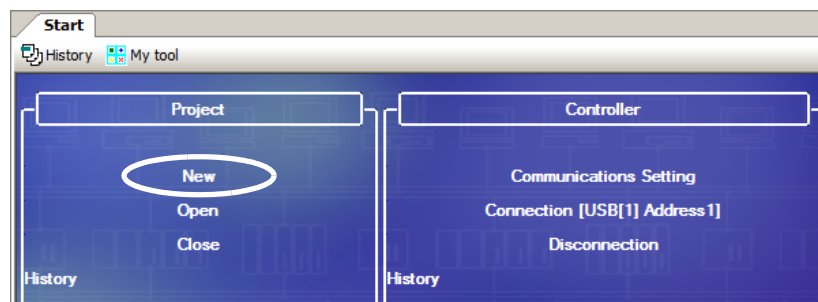 Start
History My tool
Project
New
Open
Close
History
Controller
Communications Setting
Connection [USB[1] Address1]
Disconnection
History